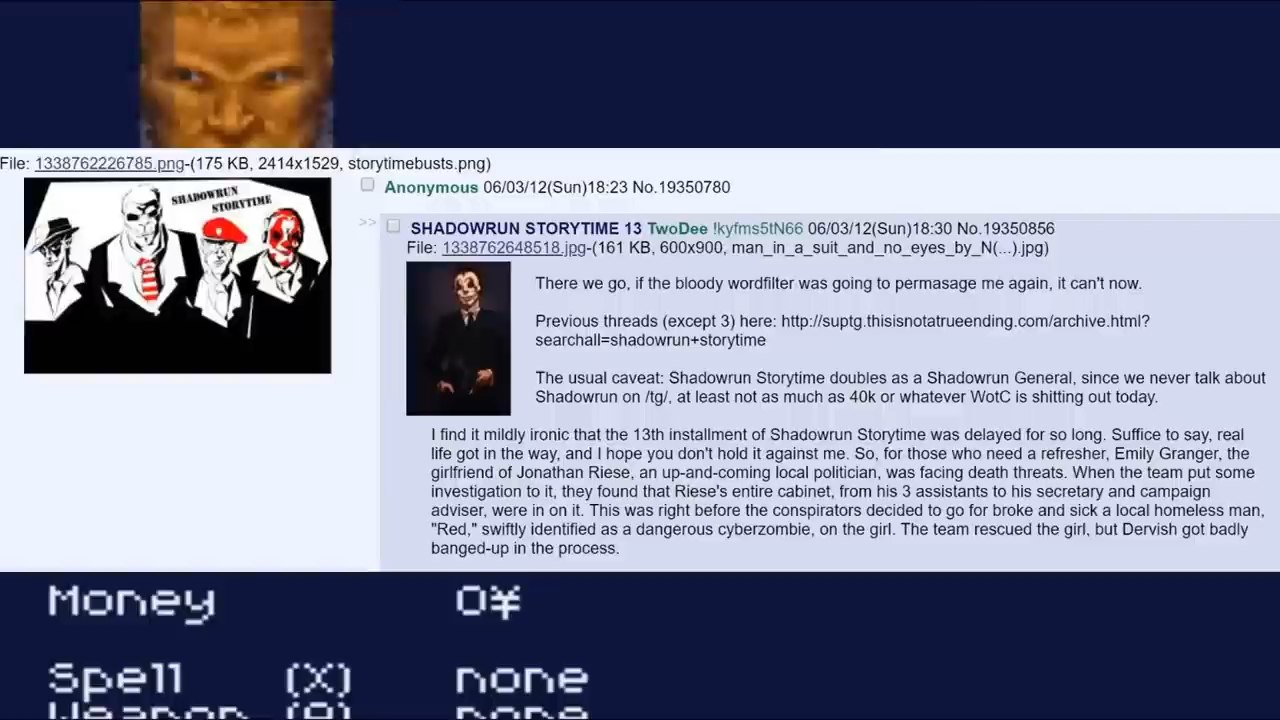 File: 1338762226785.png-(175 KB, 2414x1529, storytimebusts.png)
SHADOWRUN
STORYTIME
Anonymous 06/03/12(Sun)18:23 No.19350780
>> SHADOWRUN STORYTIME 13 TwoDee !kyfms5tN66 06/03/12(Sun)18:30 No.19350856
File: 1338762648518.jpg-(161 KB, 600x900, man_in_a_suit_and_no_eyes_by_N(...).jpg)
There we go, if the bloody wordfilter was going to permasage me again, it can't now.
Previous threads (except 3) here: http://suptg.thisisnotatrueending.com/archive.html?
searchall=shadowrun+storytime
The usual caveat: Shadowrun Storytime doubles as a Shadowrun General, since we never talk about
Shadowrun on /tg/, at least not as much as 40k or whatever WotC is shitting out today.
I find it mildly ironic that the 13th installment of Shadowrun Storytime was delayed for so long. Suffice to say, real
life got in the way, and I hope you don't hold it against me. So, for those who need a refresher, Emily Granger, the
girlfriend of Jonathan Riese, an up-and-coming local politician, was facing death threats. When the team put some
investigation to it, they found that Riese's entire cabinet, from his 3 assistants to his secretary and campaign
adviser, were in on it. This was right before the conspirators decided to go for broke and sick a local homeless man,
"Red," swiftly identified as a dangerous cyberzombie, on the girl. The team rescued the girl, but Dervish got badly
banged-up in the process.
Money 0¥
Spell (X) none
Weapon (A) none